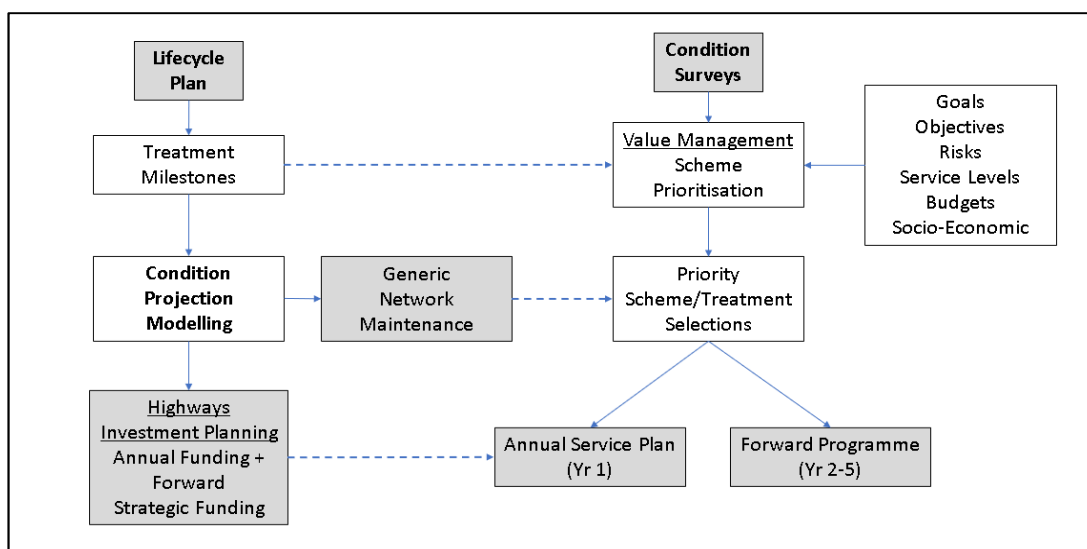 Lifecycle
Plan
Condition
Surveys
Goals
Objectives
Risks
Service Levels
Budgets
Socio-Economic
Treatment
Milestones
Value Management
Scheme
Prioritisation
Condition
Projection
Modelling
Generic
Network
Maintenance
Priority
Scheme/Treatment
Selections
Highways
Investment Planning
Annual Funding +
Forward
Strategic Funding
Annual Service Plan
(Yr 1)
Forward Programme
(Yr 2-5)